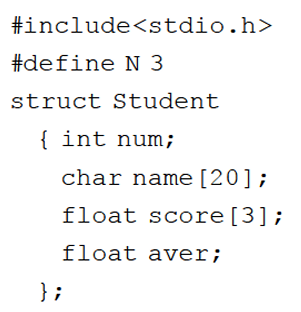 #include<stdio.h>
#define N 3
struct Student
{ int num;
char name[20];
float score[3];
float aver;
};